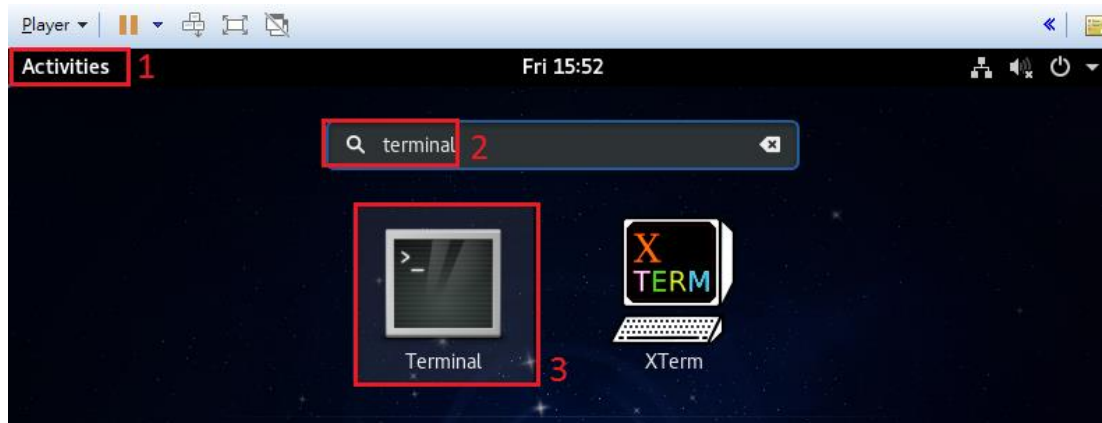 Player
Activities 1 Fri 15:52
terminal 2
>_ X TERM
Terminal 3 XTerm